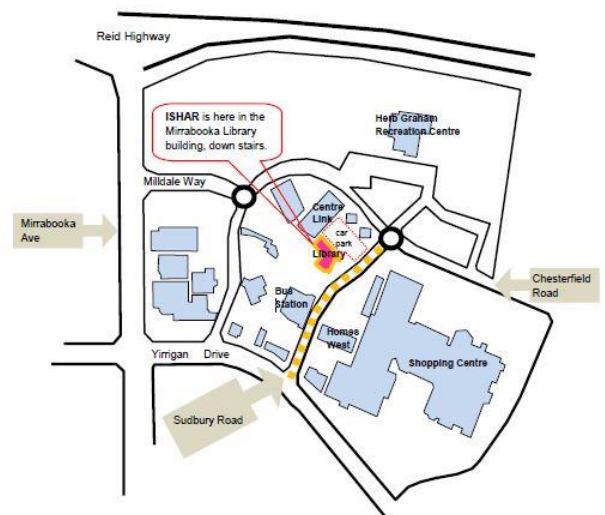 Reid Highway
ISHAR is here in the
Mirrabooka Library
building, down stairs.
Herb Graham
Recreation Centre
Milldale Way
Mirrabooka
Ave
Centre
Link
car
park
Library
Chesterfield
Road
Bus
Station
Homes
West
Shopping Centre
Yirrigan Drive
Sudbury Road